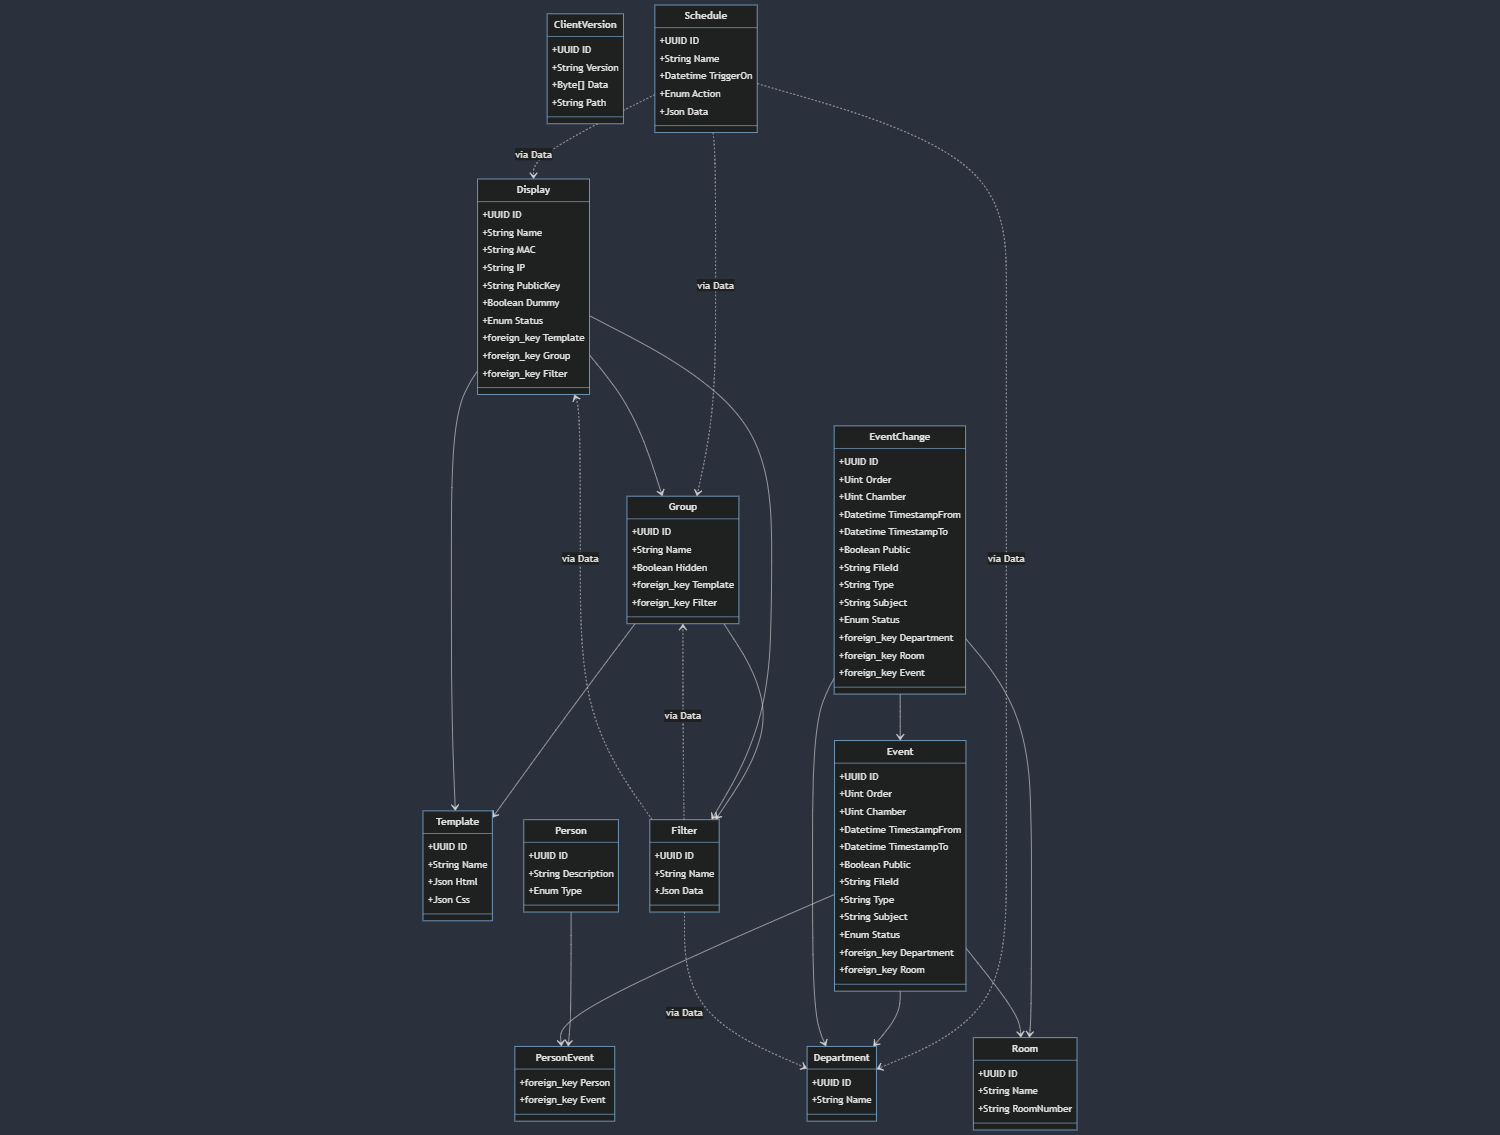 ClientVersion
+UUID ID
+String Version
+Byte[] Data
+String Path
Schedule
+UUID ID
+String Name
+Datetime TriggerOn
+Enum Action
+Json Data
via Data
Display
+UUID ID
+String Name
+String MAC
+String IP
+String PublicKey
+Boolean Dummy
+Enum Status
+foreign_key Template
+foreign_key Group
+foreign_key Filter
via Data
EventChange
+UUID ID
+Uint Order
+Uint Chamber
+Datetime TimestampFrom
+Datetime TimestampTo
+Boolean Public
+String FileId
+String Type
+String Subject
+Enum Status
+foreign_key Department
+foreign_key Room
+foreign_key Event
Group
+UUID ID
+String Name
+Boolean Hidden
+foreign_key Template
+foreign_key Filter
via Data
via Data
via Data
Event
+UUID ID
+Uint Order
+Uint Chamber
+Datetime TimestampFrom
+Datetime TimestampTo
+Boolean Public
+String FileId
+String Type
+String Subject
+Enum Status
+foreign_key Department
+foreign_key Room
Template
+UUID ID
+String Name
+Json Html
+Json Css
Person
+UUID ID
+String Description
+Enum Type
Filter
+UUID ID
+String Name
+Json Data
via Data
PersonEvent
+foreign_key Person
+foreign_key Event
Department
+UUID ID
+String Name
Room
+UUID ID
+String Name
+String RoomNumber